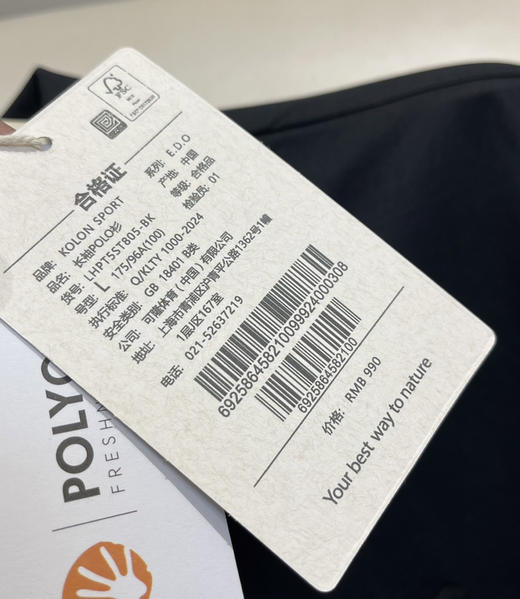 FSC
合格证
品牌: KOLON SPORT
系列: E.D.O
品名: 长袖POLO衫
产地: 中国
货号: LHPT5ST805-BK
等级: 合格品
号型: L 175/96A(100)
检验员: 01
执行标准: Q/KLTY 1000-2024
安全类别: GB 18401 B类
公司: 可隆体育(中国)有限公司
地址: 上海市青浦区沪青平公路1362号1幢
1层J区167室
电话: 021-52637219
692586458210099924000308
6925864582100
价格: RMB 990
Your best way to nature
POLYG
FRESHN